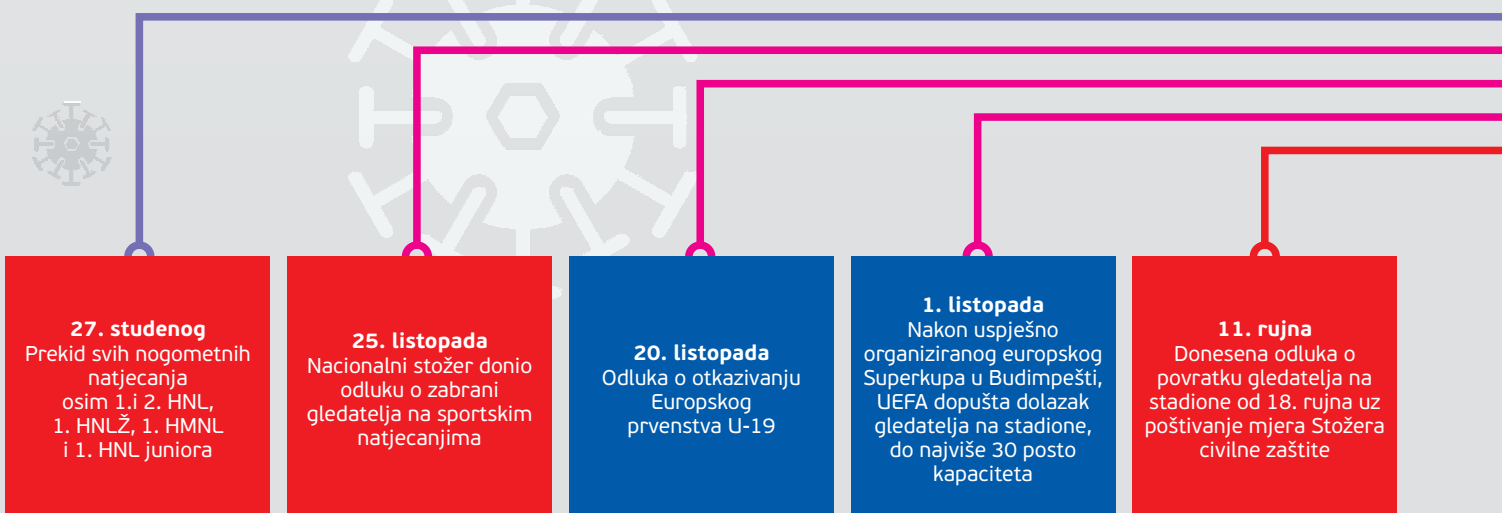 27. studenog
Prekid svih nogometnih
natjecanja
osim 1.i 2. HNL,
1. HNLŽ, 1. HMNL
i 1. HNL juniora
25. listopada
Nacionalni stožer donio
odluku o zabrani
gledatelja na sportskim
natjecanjima
20. listopada
Odluka o otkazivanju
Europskog
prvenstva U-19
1. listopada
Nakon uspješno
organiziranog europskog
Superkupa u Budimpešti,
UEFA dopušta dolazak
gledatelja na stadione,
do najviše 30 posto
kapaciteta
11. rujna
Donesena odluka o
povratku gledatelja na
stadione od 18. rujna uz
poštivanje mjera Stožera
civilne zaštite